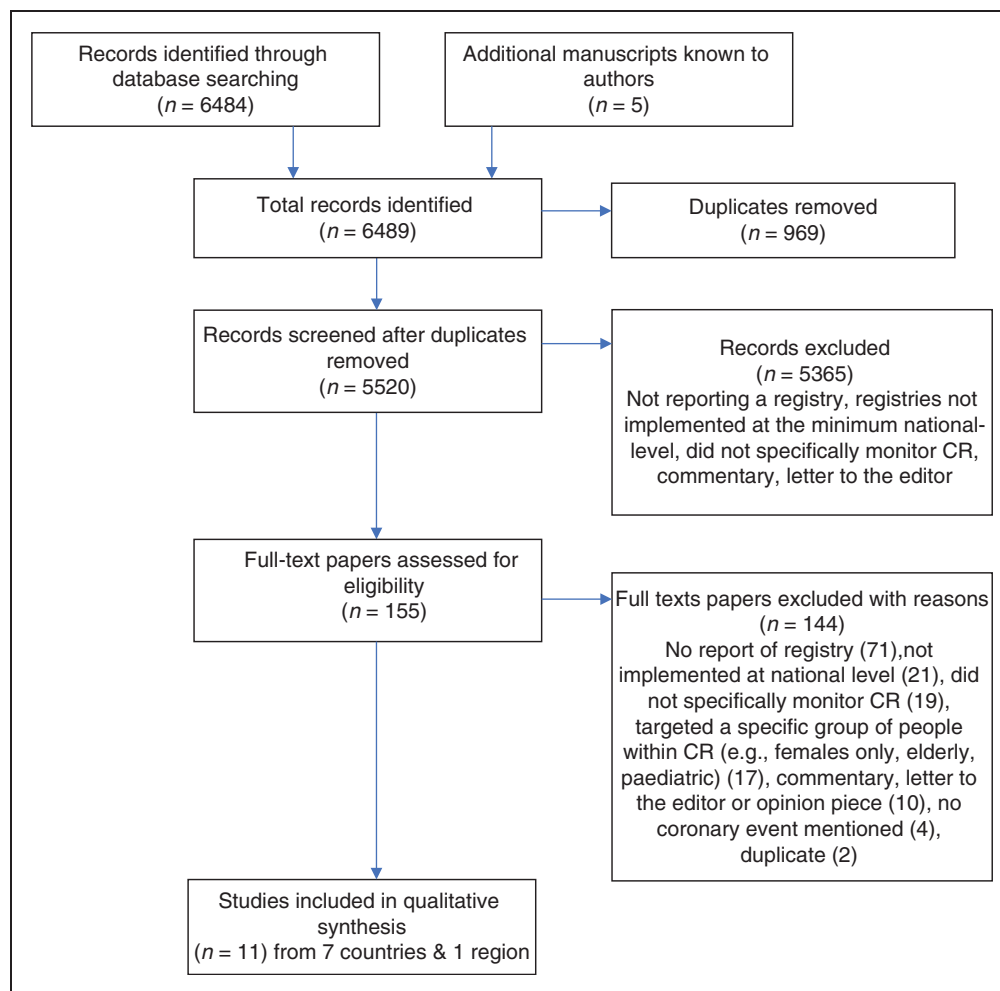 Records identified through
database searching
(n = 6484)
Additional manuscripts known to
authors
(n = 5)
Total records identified
(n = 6489)
Duplicates removed
(n = 969)
Records screened after duplicates
removed
(n = 5520)
Records excluded
(n = 5365)
Not reporting a registry, registries not
implemented at the minimum national-
level, did not specifically monitor CR,
commentary, letter to the editor
Full-text papers assessed for
eligibility
(n = 155)
Full texts papers excluded with reasons
(n = 144)
No report of registry (71),not
implemented at national level (21), did
not specifically monitor CR (19),
targeted a specific group of people
within CR (e.g., females only, elderly,
paediatric) (17), commentary, letter to
the editor or opinion piece (10), no
coronary event mentioned (4),
duplicate (2)
Studies included in qualitative
synthesis
(n = 11) from 7 countries & 1 region